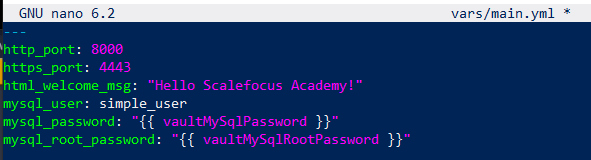 GNU nano 6.2 vars/main.yml *
---
http_port: 8000
https_port: 4443
html_welcome_msg: "Hello Scalefocus Academy!"
mysql_user: simple_user
mysql_password: "{{ vaultMySqlPassword }}"
mysql_root_password: "{{ vaultMySqlRootPassword }}"